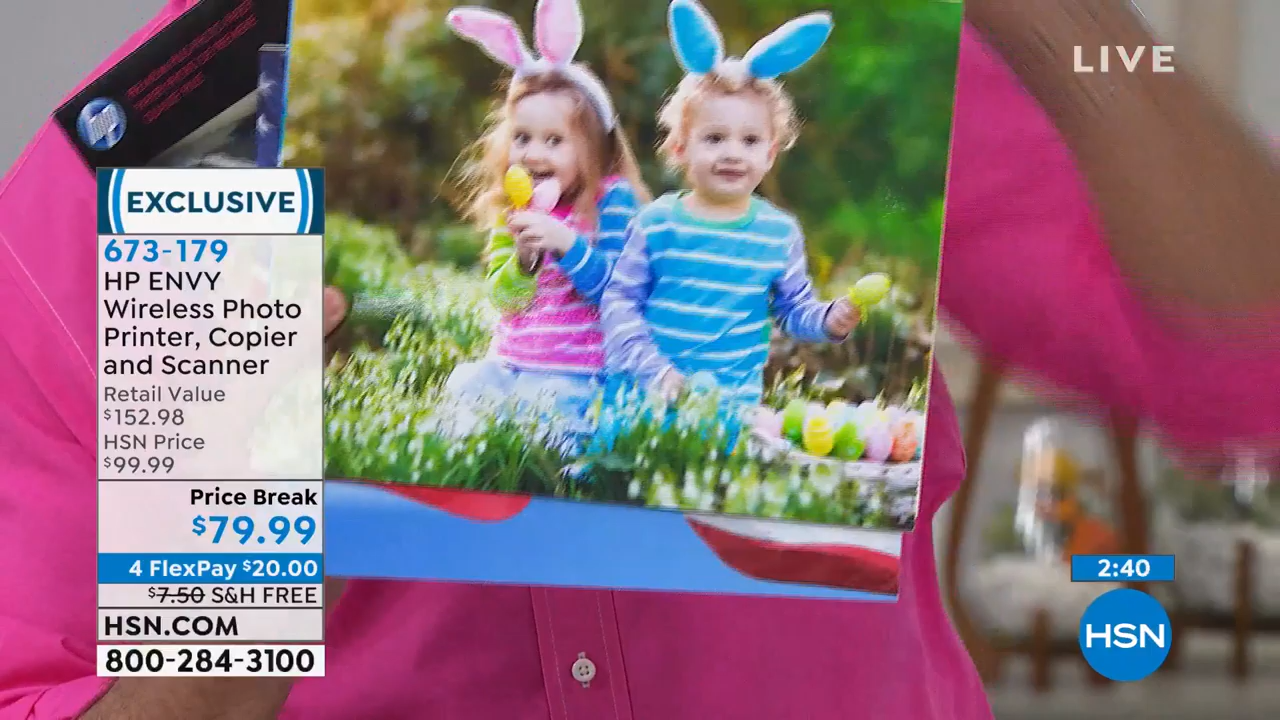 LIVE
EXCLUSIVE
673-179
HP ENVY
Wireless Photo
Printer, Copier
and Scanner
Retail Value
$152.98
HSN Price
$99.99
Price Break
$79.99
4 FlexPay $20.00
$7.50 S&H FREE
HSN.COM
800-284-3100
2:40
HSN